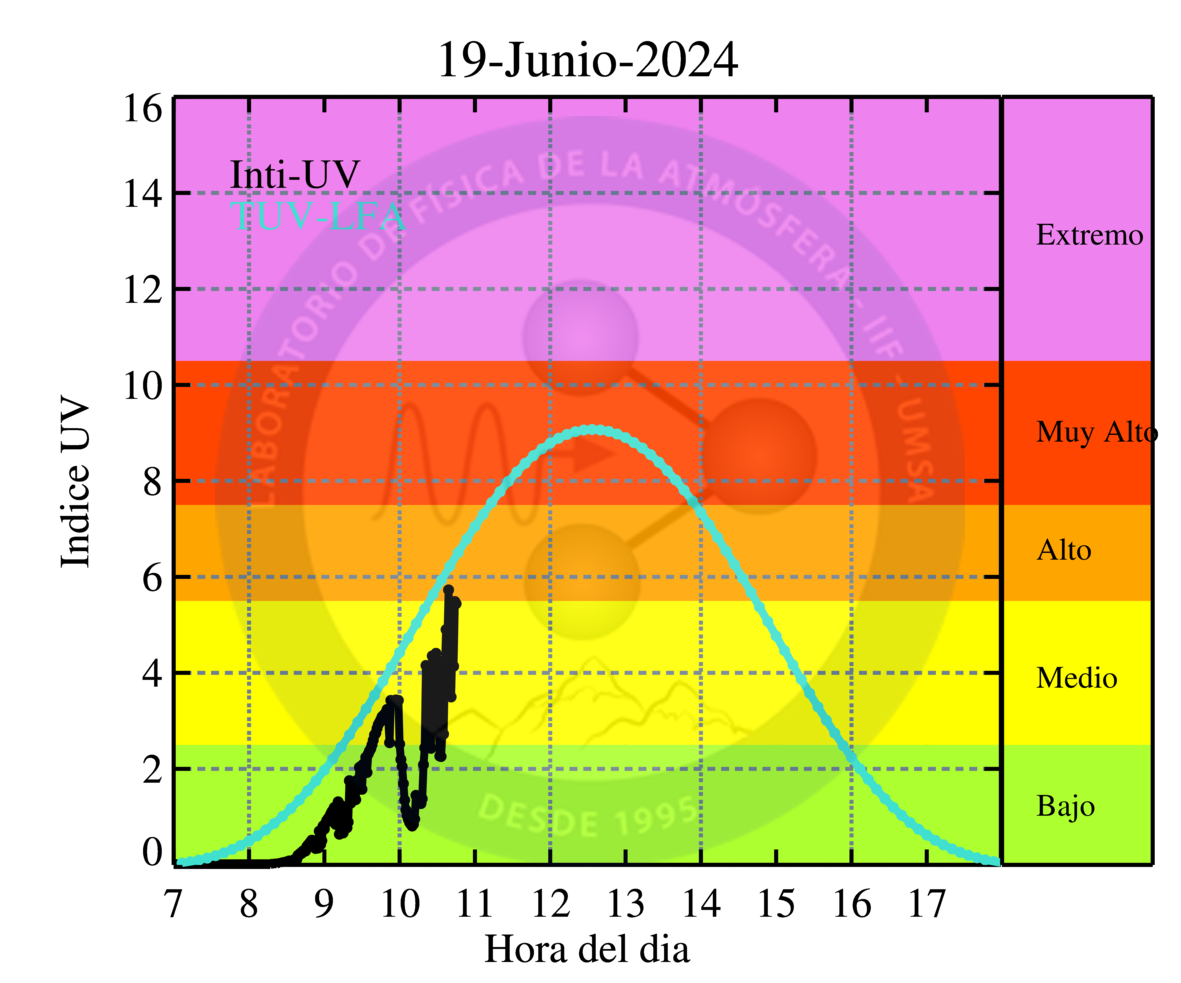 19-Junio-2024
16
14
12
10
8
6
4
2
0
Indice UV
Inti-UV
TUV-LFA
LABORATORIO DE FÍSICA DE LA ATMÓSFERA - IIF - UMSA
DESDE 1995
Extremo
Muy Alto
Alto
Medio
Bajo
7 8 9 10 11 12 13 14 15 16 17
Hora del dia